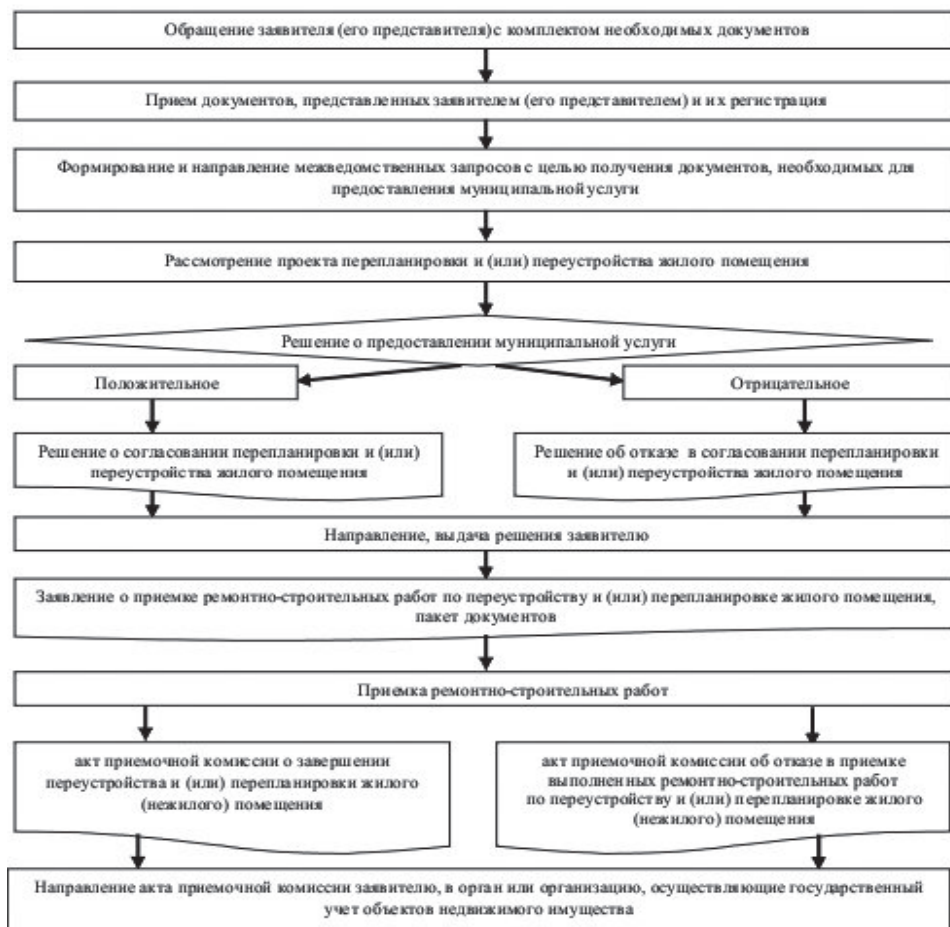 Обращение заявителя (его представителя) с комплектом необходимых документов
Прием документов, представленных заявителем (его представителем) и их регистрация
Формирование и направление межведомственных запросов с целью получения документов, необходимых для
предоставления муниципальной услуги
Рассмотрение проекта перепланировки и (или) переустройства жилого помещения
Решение о предоставлении муниципальной услуги
Положительное
Отрицательное
Решение о согласовании перепланировки и (или)
переустройства жилого помещения
Решение об отказе в согласовании перепланировки
и (или) переустройства жилого помещения
Направление, выдача решения заявителю
Заявление о приемке ремонтно-строительных работ по переустройству и (или) перепланировке жилого помещения,
пакет документов
Приемка ремонтно-строительных работ
акт приемочной комиссии о завершении
переустройства и (или) перепланировки жилого
(нежилого) помещения
акт приемочной комиссии об отказе в приемке
выполненных ремонтно-строительных работ
по переустройству и (или) перепланировке жилого
(нежилого) помещения
Направление акта приемочной комиссии заявителю, в орган или организацию, осуществляющие государственный
учет объектов недвижимого имущества